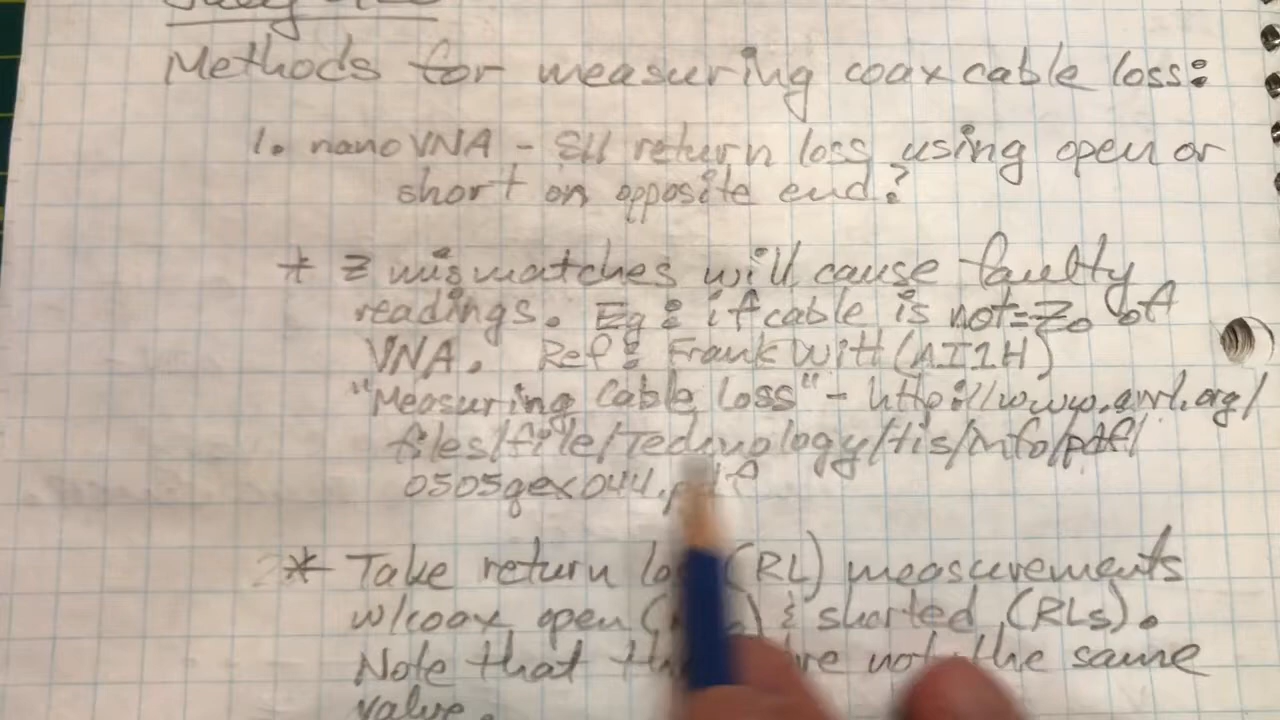 Methods for measuring coax cable loss:
1. nanoVNA - S11 return loss using open or
short on opposite end?
* Z mismatches will cause faulty
readings. Eg: if cable is not = Zo of
VNA. Ref: Frank Witt (AI1H)
"Measuring Cable Loss" - http://www.arrl.org/
files/file/Technology/tis/info/pdf/
0505qex044.pdf
* Take return (RL) measurements
w/coax open & shorted (RLs).
Note that not the same
value.